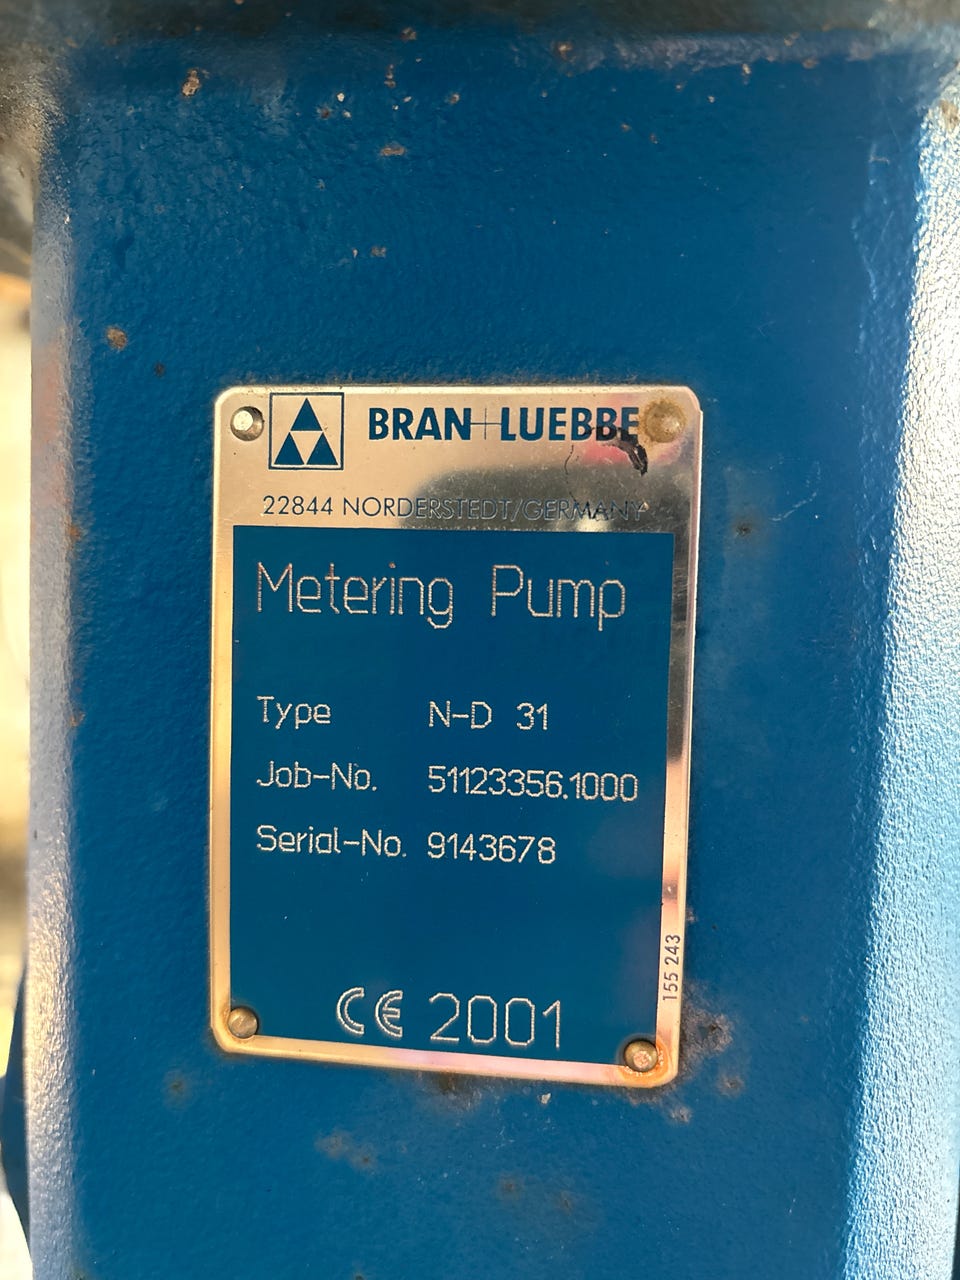 BRAN+LUEBBE
22844 NORDERSTEDT/GERMANY
Metering Pump
Type N-D 31
Job-No. 51123356.1000
Serial-No. 9143678
CE 2001
155 243